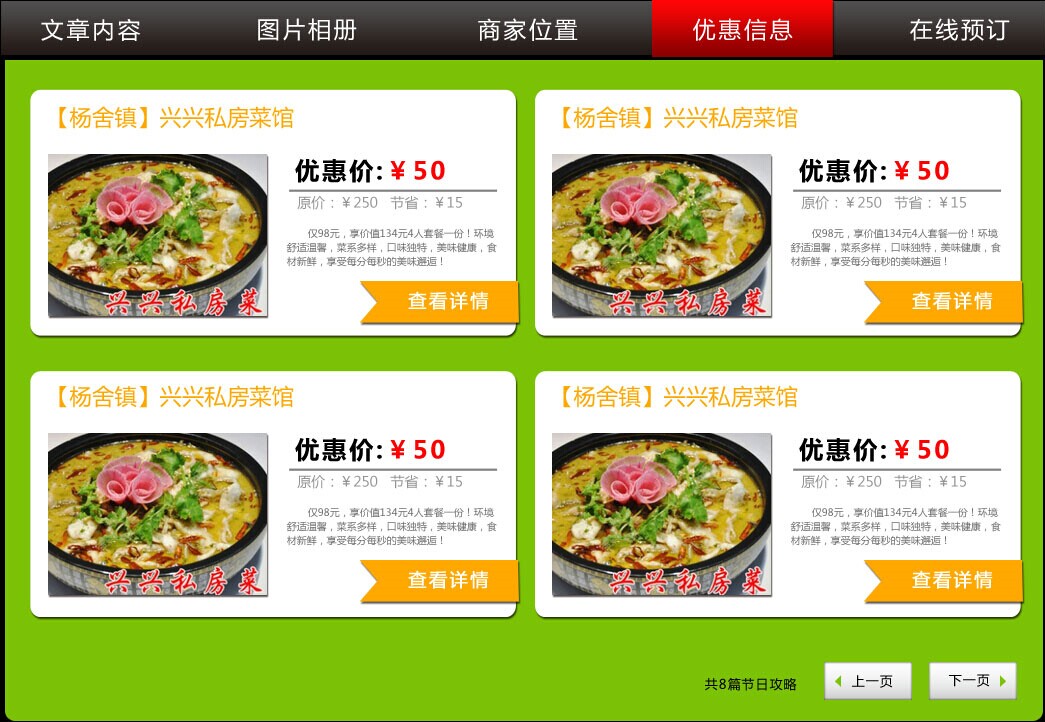 文章内容 图片相册 商家位置 优惠信息 在线预订
【杨舍镇】兴兴私房菜馆
优惠价:￥50
原价：￥250 节省：￥15
仅98元，享价值134元4人套餐一份！环境
舒适温馨，菜系多样，口味独特，美味健康，食
材新鲜，享受每分每秒的美味邂逅！
兴兴私房菜
查看详情
【杨舍镇】兴兴私房菜馆
优惠价:￥50
原价：￥250 节省：￥15
仅98元，享价值134元4人套餐一份！环境
舒适温馨，菜系多样，口味独特，美味健康，食
材新鲜，享受每分每秒的美味邂逅！
兴兴私房菜
查看详情
【杨舍镇】兴兴私房菜馆
优惠价:￥50
原价：￥250 节省：￥15
仅98元，享价值134元4人套餐一份！环境
舒适温馨，菜系多样，口味独特，美味健康，食
材新鲜，享受每分每秒的美味邂逅！
兴兴私房菜
查看详情
【杨舍镇】兴兴私房菜馆
优惠价:￥50
原价：￥250 节省：￥15
仅98元，享价值134元4人套餐一份！环境
舒适温馨，菜系多样，口味独特，美味健康，食
材新鲜，享受每分每秒的美味邂逅！
兴兴私房菜
查看详情
共8篇节日攻略 上一页 下一页